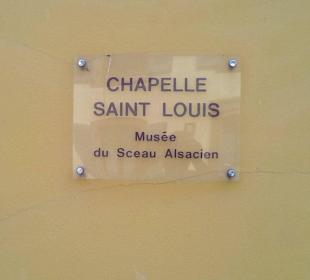 CHAPELLE
SAINT LOUIS
Musée
du Sceau Alsacien